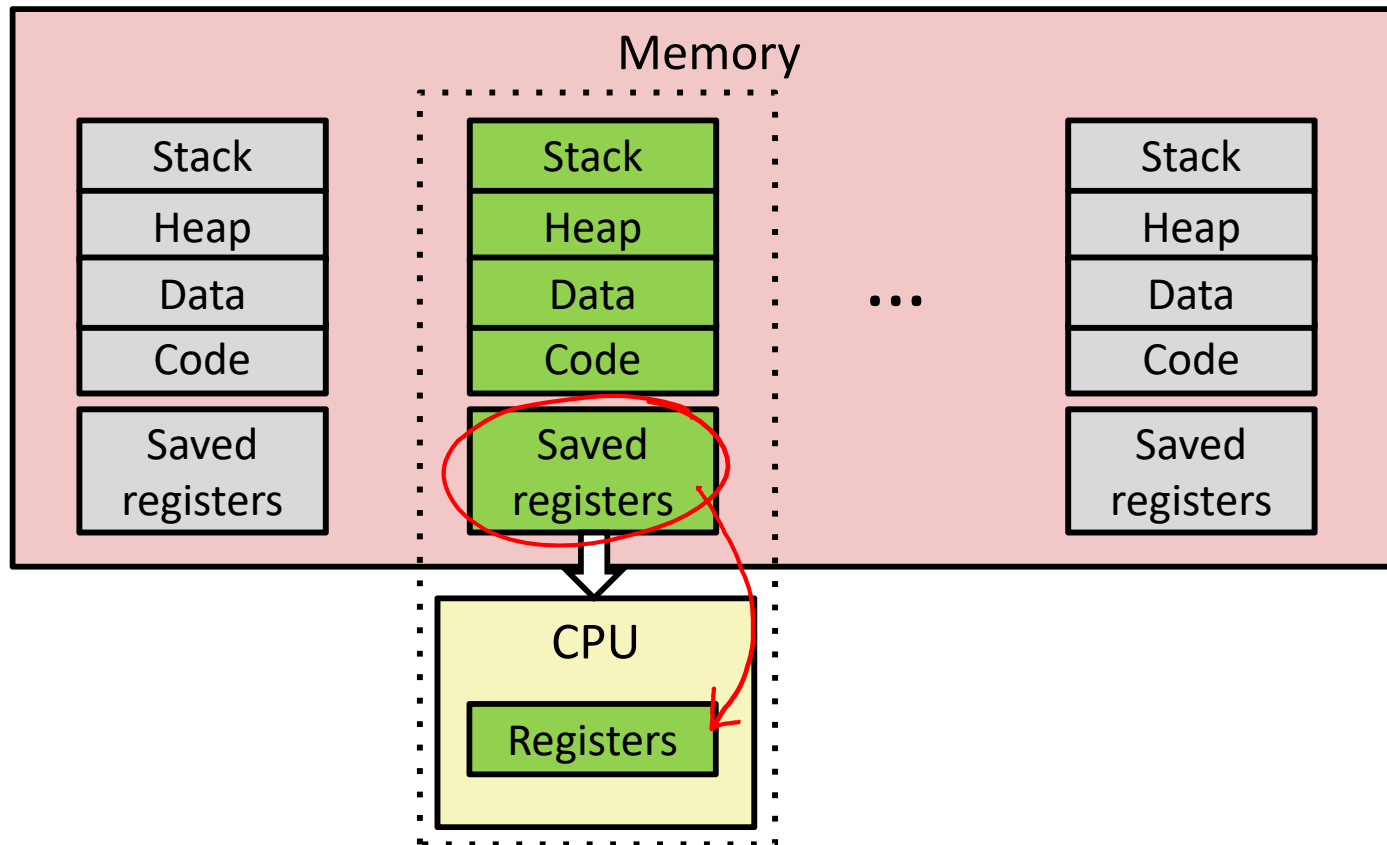 Memory
Stack
Heap
Data
Code
Saved
registers
Stack
Heap
Data
Code
Saved
registers
...
Stack
Heap
Data
Code
Saved
registers
CPU
Registers